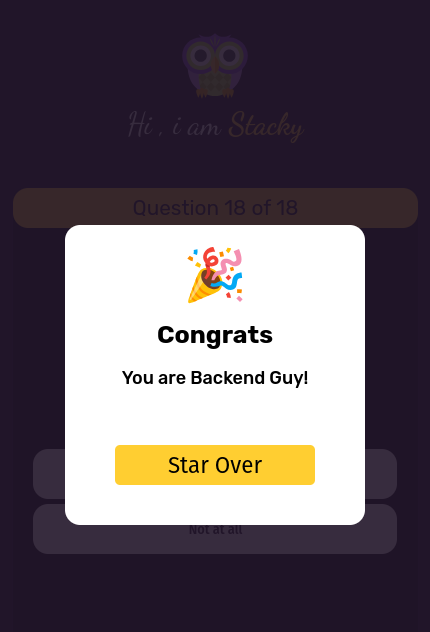 Hi , i am Stacky
Question 18 of 18
Congrats
You are Backend Guy!
Star Over
Not at all